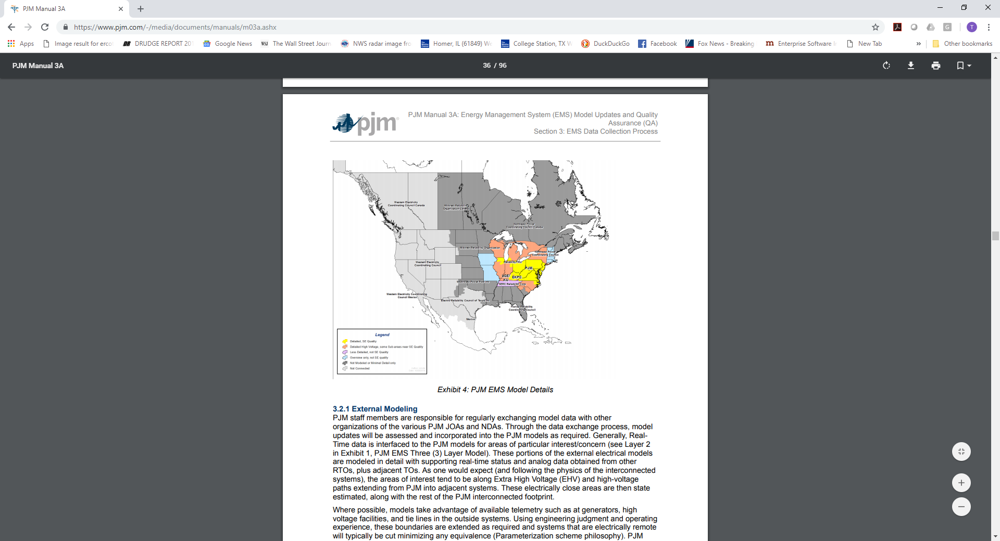 PJM Manual 3A
https://www.pjm.com/-/media/documents/manuals/m03a.ashx
G
T
Apps
Image result for erco
DR DRUDGE REPORT 201
Google News
WSJ The Wall Street Journ
NWS radar image fro
Homer, IL (61849) We
College Station, TX W
DuckDuckGo
Facebook
Fox News - Breaking
m Enterprise Software In
New Tab
»
Other bookmarks
PJM Manual 3A
36 / 96
pjm
PJM Manual 3A: Energy Management System (EMS) Model Updates and Quality
Assurance (QA)
Section 3: EMS Data Collection Process
Western Electricity
Coordinating Council Canada
Midwest Reliability
Organization Canada
Northeast Power
Coordinating Council Canada
Midwest Reliability Organization
Northeast Power
Coordinating Council
Western Electricity
Coordinating Council
ReliabilityFirst
PJM
LGE/
KU
EKPC
SERC Reliability Corp
Southwest Power Pool
Western Electricity Coordinating
Council Mexico
Electric Reliability Council of Texas
Florida Reliability
Coordinating Council
Mexico
Legend
Detailed, SE Quality
Detailed High Voltage, some Sub-areas near SE Quality
Less Detailed, not SE Quality
Overview only, not SE quality
Not Modeled or Minimal Detail only
Not Connected
Exhibit 4: PJM EMS Model Details
3.2.1 External Modeling
PJM staff members are responsible for regularly exchanging model data with other
organizations of the various PJM JOAs and NDAs. Through the data exchange process, model
updates will be assessed and incorporated into the PJM models as required. Generally, Real-
Time data is interfaced to the PJM models for areas of particular interest/concern (see Layer 2
in Exhibit 1, PJM EMS Three (3) Layer Model). These portions of the external electrical models
are modeled in detail with supporting real-time status and analog data obtained from other
RTOs, plus adjacent TOs. As one would expect (and following the physics of the interconnected
systems), the areas of interest tend to be along Extra High Voltage (EHV) and high-voltage
paths extending from PJM into adjacent systems. These electrically close areas are then state
estimated, along with the rest of the PJM interconnected footprint.
Where possible, models take advantage of available telemetry such as at generators, high
voltage facilities, and tie lines in the outside systems. Using engineering judgment and operating
experience, these boundaries are extended as required and systems that are electrically remote
will typically be cut minimizing any equivalence (Parameterization scheme philosophy). PJM